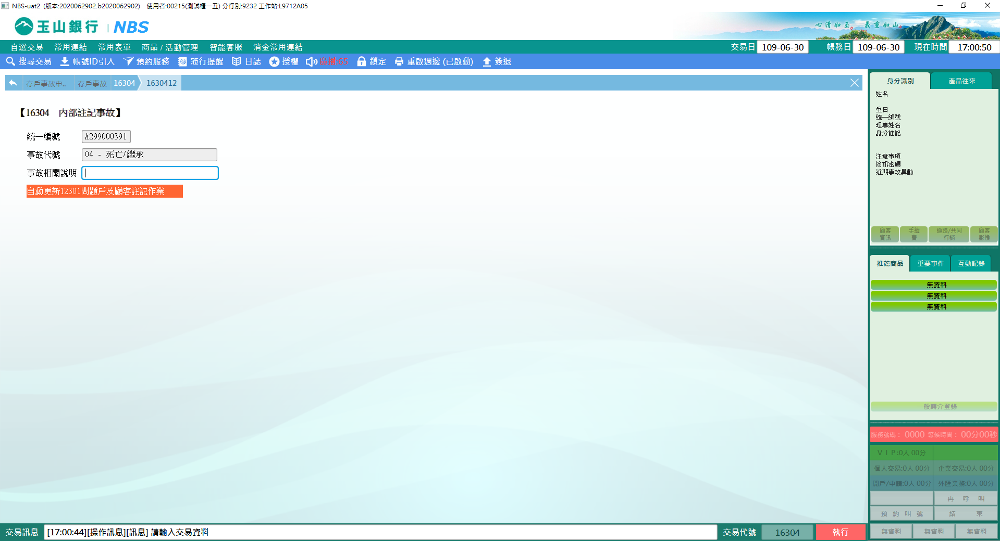 NBS-uat2 (版本:2020062902.b2020062902) 使用者:00215(測試櫃一丑) 分行別:9232 工作站:L9712A05
玉山銀行 | NBS
心清如玉。義重如山。
自選交易 常用連結 常用表單 商品 / 活動管理 智能客服 消金常用連結 交易日 109-06-30 帳務日 109-06-30 現在時間 17:00:50
搜尋交易 帳號ID引入 預約服務 蒞行提醒 日誌 授權 廣播:65 鎖定 重啟週邊 (已啟動) 簽退
存戶事故申.. 存戶事故 16304 1630412
【16304 內部註記事故】
統一編號 A299000391
事故代號 04 - 死亡/繼承
事故相關說明
自動更新12301問題戶及顧客註記作業
身分識別 產品往來
姓名
生日
統一編號
理專姓名
身分註記
注意事項
簡訊密碼
近期事故異動
顧客資訊 手續費 通路/共同行銷 顧客影像
推薦商品 重要事件 互動記錄
無資料
無資料
無資料
一般轉介登錄
服務號碼: 0000 等候時間: 00分00秒
VIP:0人 00分
個人交易:0人 00分 企業交易:0人 00分
開戶/申請:0人 00分 外匯業務:0人 00分
再呼叫
預約叫號 結束
無資料 無資料 無資料
交易訊息 [17:00:44][操作訊息][訊息] 請輸入交易資料 交易代號 16304 執行